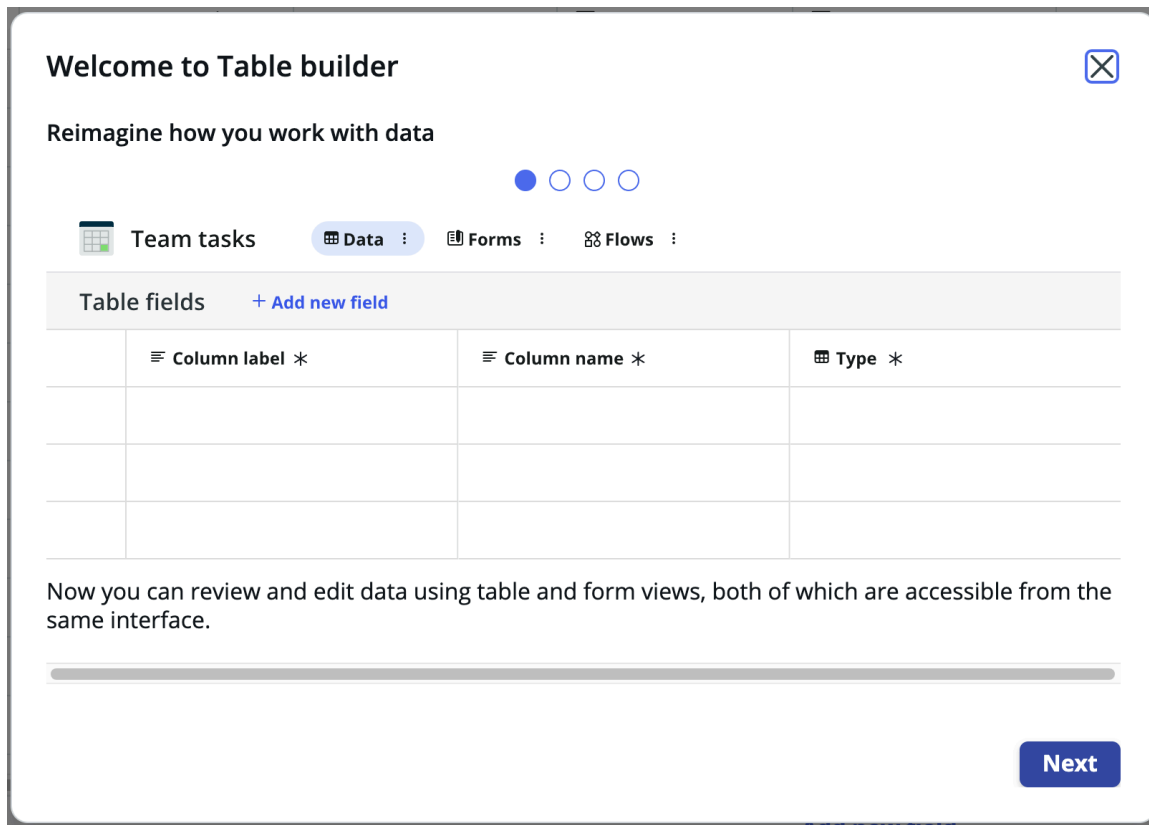 Welcome to Table builder
Reimagine how you work with data
Team tasks Data Forms Flows
Table fields + Add new field
Column label * Column name * Type *
Now you can review and edit data using table and form views, both of which are accessible from the
same interface.
Next